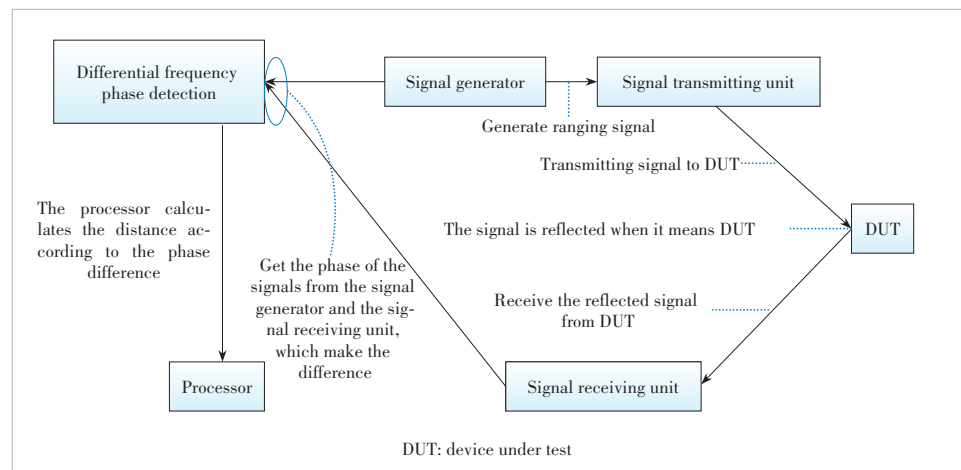 Differential frequency
phase detection
Signal generator
Signal transmitting unit
Generate ranging signal
Transmitting signal to DUT
The processor calcu-
lates the distance ac-
cording to the phase
difference
The signal is reflected when it means DUT
DUT
Get the phase of the
signals from the signal
generator and the sig-
nal receiving unit,
which make the
difference
Receive the reflected signal
from DUT
Processor
Signal receiving unit
DUT: device under test